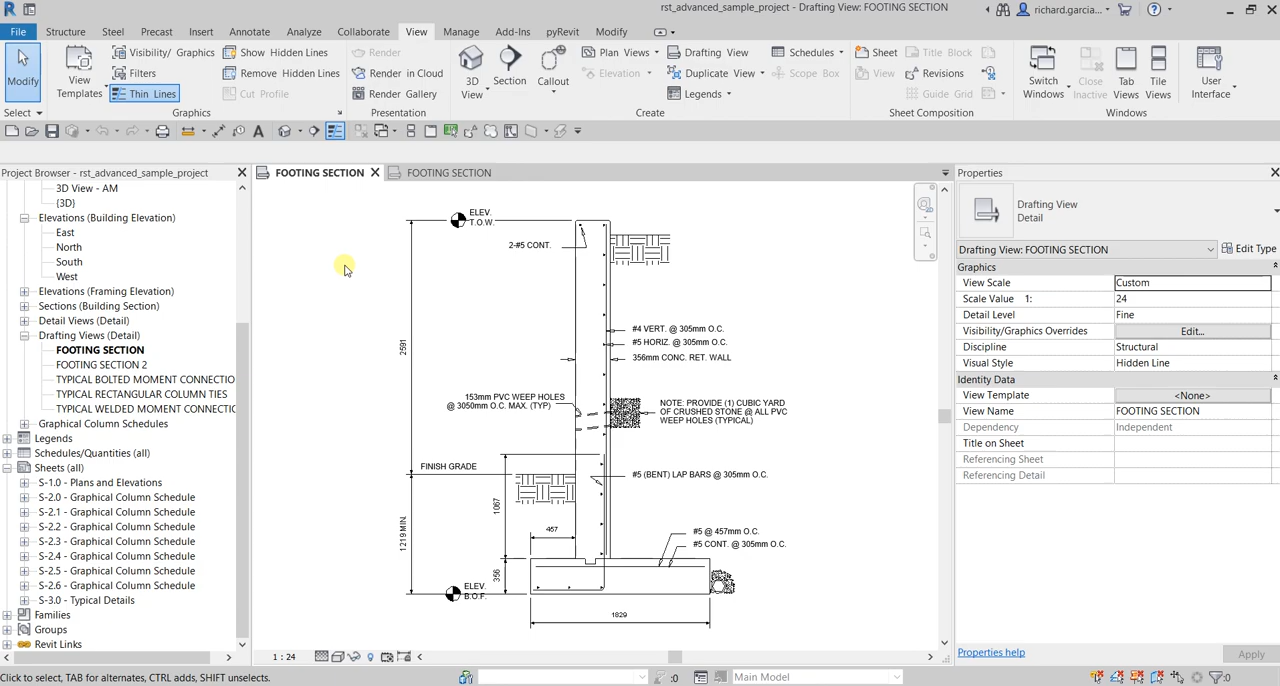 rst_advanced_sample_project - Drafting View: FOOTING SECTION
richard.garcia...
File Structure Steel Precast Insert Annotate Analyze Collaborate View Manage Add-Ins pyRevit Modify
Modify
View Templates
Visibility/ Graphics
Filters
Thin Lines
Show Hidden Lines
Remove Hidden Lines
Cut Profile
Render
Render in Cloud
Render Gallery
3D View
Section
Callout
Plan Views
Elevation
Drafting View
Duplicate View
Legends
Schedules
Scope Box
Sheet
View
Title Block
Revisions
Guide Grid
Switch Windows
Close Inactive
Tab Views
Tile Views
User Interface
Select Graphics Presentation Create Sheet Composition Windows
Project Browser - rst_advanced_sample_project
3D View - AM
{3D}
Elevations (Building Elevation)
East
North
South
West
Elevations (Framing Elevation)
Sections (Building Section)
Detail Views (Detail)
Drafting Views (Detail)
FOOTING SECTION
FOOTING SECTION 2
TYPICAL BOLTED MOMENT CONNECTIO
TYPICAL RECTANGULAR COLUMN TIES
TYPICAL WELDED MOMENT CONNECTIC
Graphical Column Schedules
Legends
Schedules/Quantities (all)
Sheets (all)
S-1.0 - Plans and Elevations
S-2.0 - Graphical Column Schedule
S-2.1 - Graphical Column Schedule
S-2.2 - Graphical Column Schedule
S-2.3 - Graphical Column Schedule
S-2.4 - Graphical Column Schedule
S-2.5 - Graphical Column Schedule
S-2.6 - Graphical Column Schedule
S-3.0 - Typical Details
Families
Groups
Revit Links
FOOTING SECTION
FOOTING SECTION
ELEV.
T.O.W.
2-#5 CONT.
#4 VERT. @ 305mm O.C.
#5 HORIZ. @ 305mm O.C.
356mm CONC. RET. WALL
2591
153mm PVC WEEP HOLES
@ 3050mm O.C. MAX. (TYP)
NOTE: PROVIDE (1) CUBIC YARD
OF CRUSHED STONE @ ALL PVC
WEEP HOLES (TYPICAL)
FINISH GRADE
#5 (BENT) LAP BARS @ 305mm O.C.
1067
457
1219 MIN.
#5 @ 457mm O.C.
#5 CONT. @ 305mm O.C.
356
ELEV.
B.O.F.
1829
1 : 24
Properties
Drafting View
Detail
Drafting View: FOOTING SECTION
Edit Type
Graphics
View Scale Custom
Scale Value 1: 24
Detail Level Fine
Visibility/Graphics Overrides Edit...
Discipline Structural
Visual Style Hidden Line
Identity Data
View Template <None>
View Name FOOTING SECTION
Dependency Independent
Title on Sheet
Referencing Sheet
Referencing Detail
Properties help
Apply
Click to select, TAB for alternates, CTRL adds, SHIFT unselects.
:0
Main Model
:0